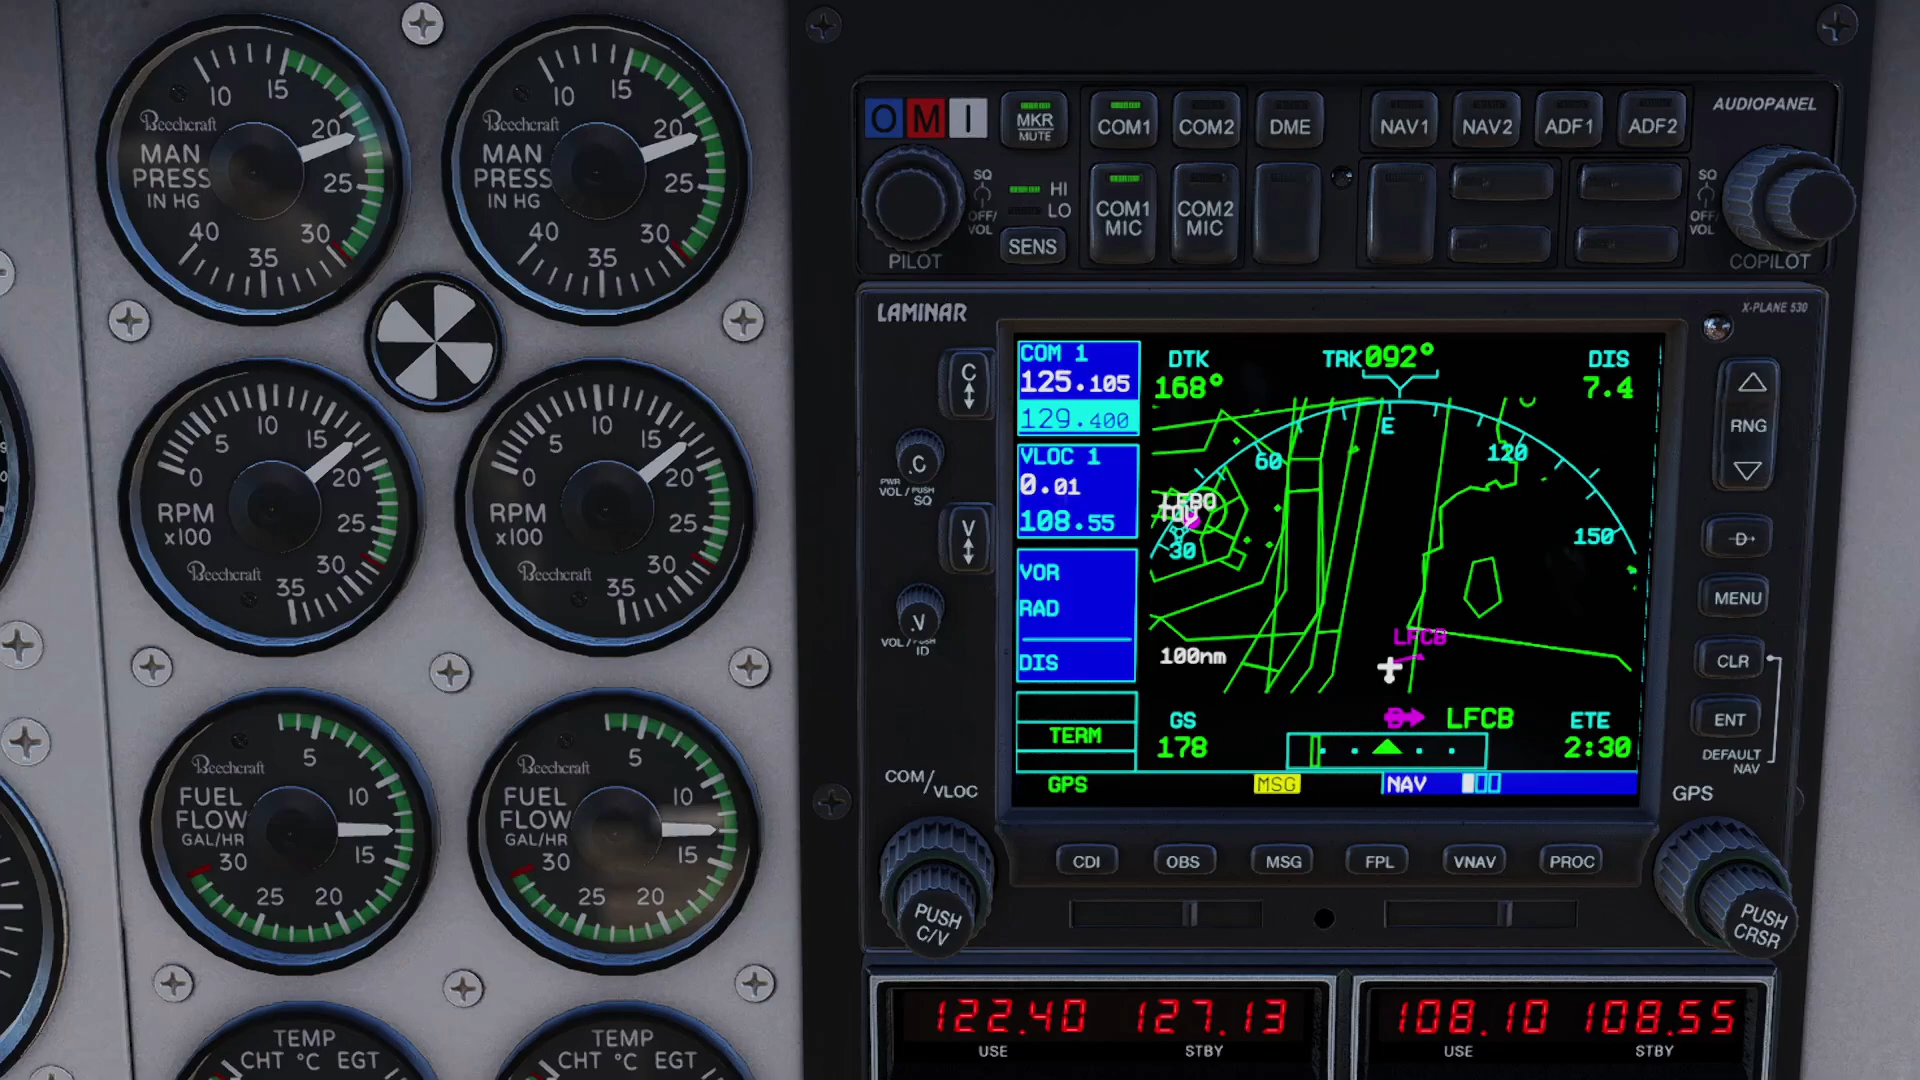 10 15 20 25 30 35 40
Beechcraft
MAN
PRESS
IN HG
10 15 20 25 30 35 40
Beechcraft
MAN
PRESS
IN HG
0 5 10 15 20 25 30 35
RPM
x100
Beechcraft
0 5 10 15 20 25 30 35
RPM
x100
Beechcraft
5 10 15 20 25 30
Beechcraft
FUEL
FLOW
GAL/HR
5 10 15 20 25 30
Beechcraft
FUEL
FLOW
GAL/HR
TEMP
CHT °C EGT
TEMP
CHT °C EGT
O M I
MKR
MUTE
COM1 COM2 DME NAV1 NAV2 ADF1 ADF2
AUDIOPANEL
SQ
OFF/
VOL
HI
LO
SENS
PILOT
COM1
MIC
COM2
MIC
SQ
OFF/
VOL
COPILOT
LAMINAR
X-PLANE 530
C
C
PWR
VOL/PUSH
SQ
V
V
VOL/PUSH
ID
COM/VLOC
PUSH
C/V
COM 1
125.105
129.400
VLOC 1
0.01
108.55
VOR
RAD
DIS
TERM
GPS
DTK
168°
TRK092°
DIS
7.4
E
60
120
150
30
LFBO
TOU
LFCB
100nm
GS
178
D LFCB
ETE
2:30
MSG
NAV
RNG
D
MENU
CLR
ENT
DEFAULT
NAV
GPS
PUSH
CRSR
CDI OBS MSG FPL VNAV PROC
122.40 127.13
USE STBY
108.10 108.55
USE STBY